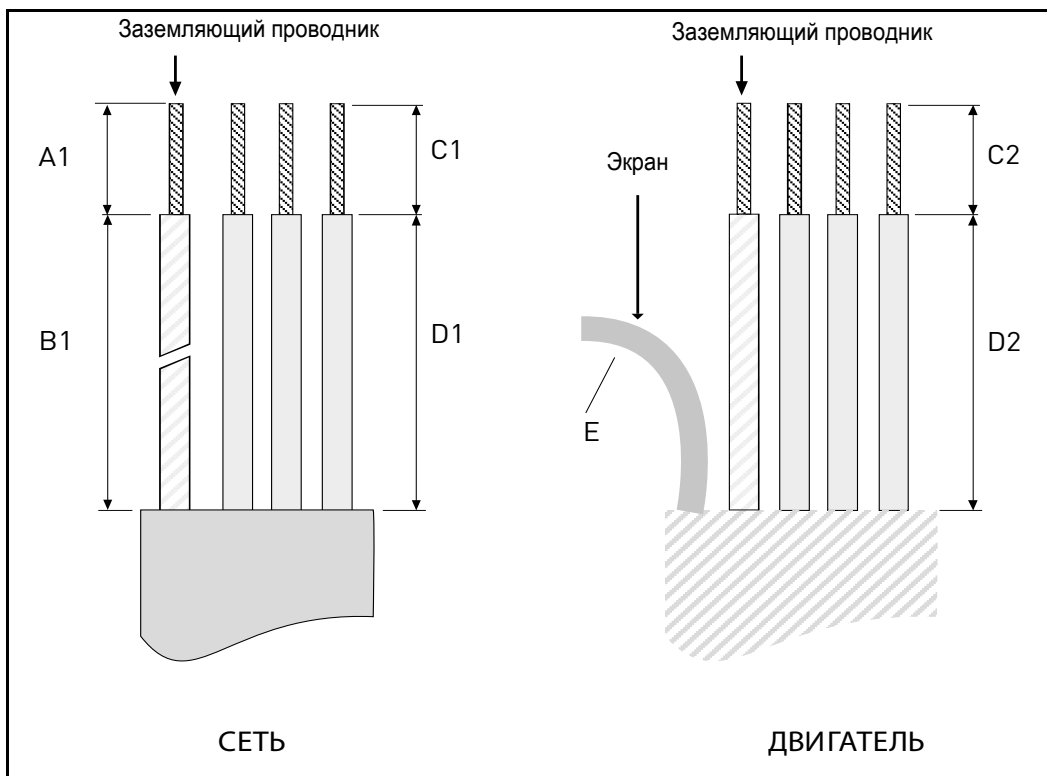 Заземляющий проводник
Заземляющий проводник
A1
C1
Экран
C2
B1
D1
D2
E
СЕТЬ
ДВИГАТЕЛЬ